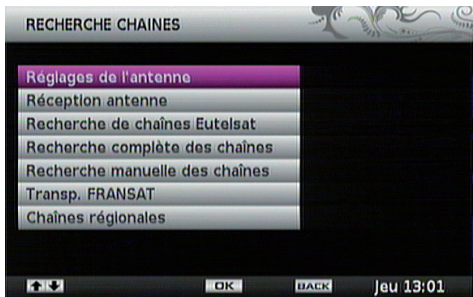 RECHERCHE CHAINES
Réglages de l'antenne
Réception antenne
Recherche de chaînes Eutelsat
Recherche complète des chaînes
Recherche manuelle des chaînes
Transp. FRANSAT
Chaînes régionales
OK BACK Jeu 13:01